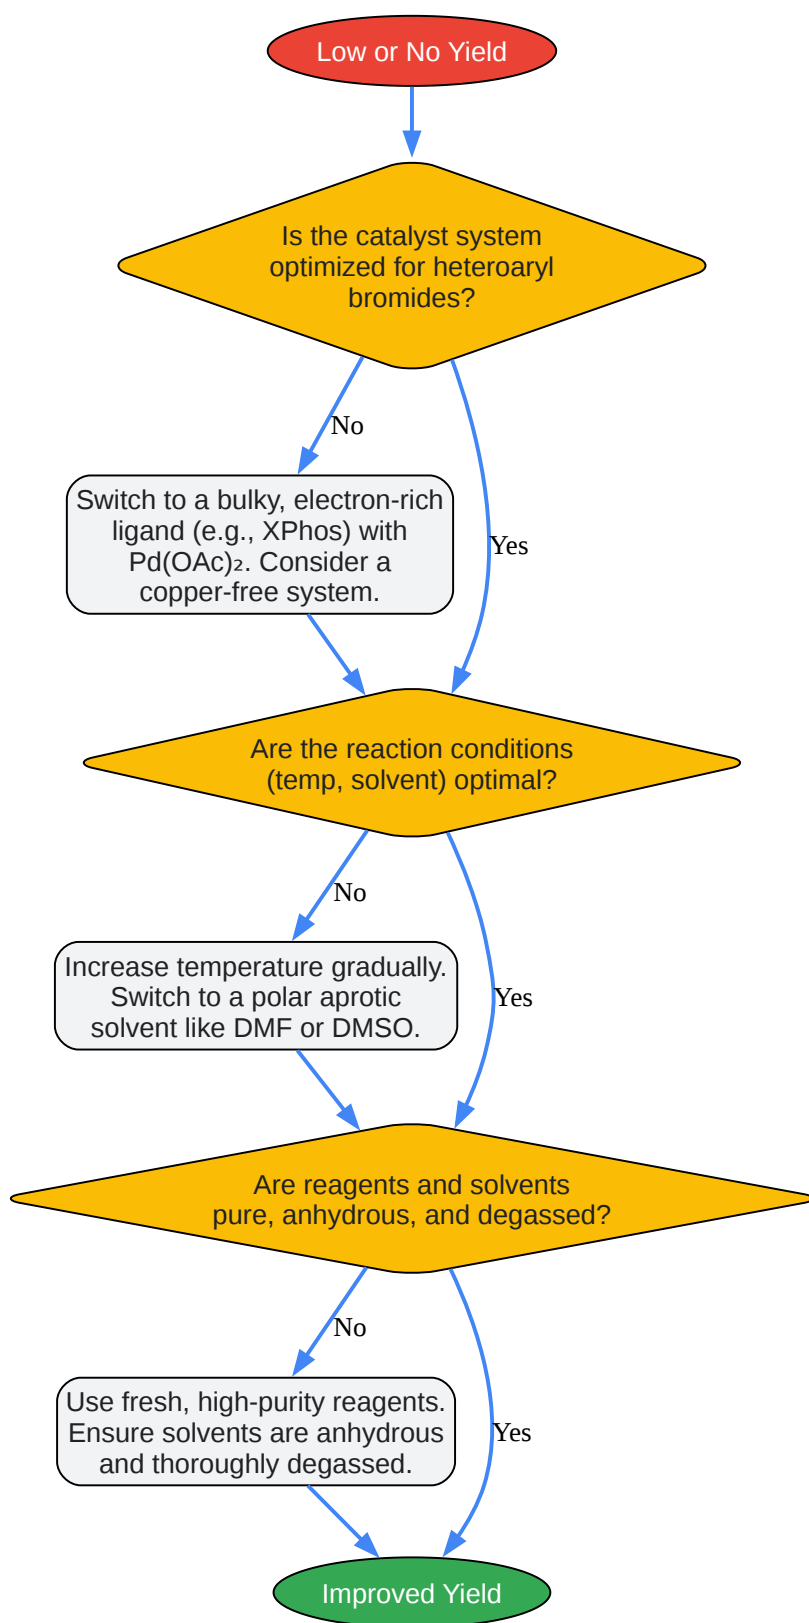 Low or No Yield
Is the catalyst system
optimized for heteroaryl
bromides?
No
Switch to a bulky, electron-rich
ligand (e.g., XPhos) with
Pd(OAc)₂. Consider a
copper-free system.
Yes
Are the reaction conditions
(temp, solvent) optimal?
No
Increase temperature gradually.
Switch to a polar aprotic
solvent like DMF or DMSO.
Yes
Are reagents and solvents
pure, anhydrous, and degassed?
No
Use fresh, high-purity reagents.
Ensure solvents are anhydrous
and thoroughly degassed.
Yes
Improved Yield